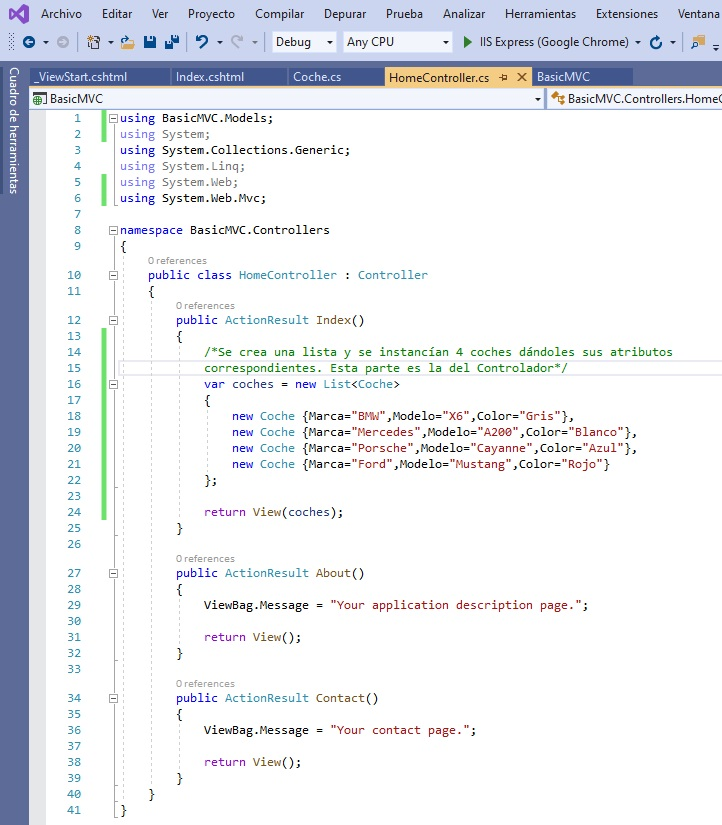 Archivo Editar Ver Proyecto Compilar Depurar Prueba Analizar Herramientas Extensiones Ventana
Debug Any CPU IIS Express (Google Chrome)
Cuadro de herramientas
_ViewStart.cshtml Index.cshtml Coche.cs HomeController.cs BasicMVC
BasicMVC BasicMVC.Controllers.HomeC
1 using BasicMVC.Models;
2 using System;
3 using System.Collections.Generic;
4 using System.Linq;
5 using System.Web;
6 using System.Web.Mvc;
7
8 namespace BasicMVC.Controllers
9 {
0 references
10 public class HomeController : Controller
11 {
0 references
12 public ActionResult Index()
13 {
14 /*Se crea una lista y se instancían 4 coches dándoles sus atributos
15 correspondientes. Esta parte es la del Controlador*/
16 var coches = new List<Coche>
17 {
18 new Coche {Marca="BMW",Modelo="X6",Color="Gris"},
19 new Coche {Marca="Mercedes",Modelo="A200",Color="Blanco"},
20 new Coche {Marca="Porsche",Modelo="Cayanne",Color="Azul"},
21 new Coche {Marca="Ford",Modelo="Mustang",Color="Rojo"}
22 };
23
24 return View(coches);
25 }
26
0 references
27 public ActionResult About()
28 {
29 ViewBag.Message = "Your application description page.";
30
31 return View();
32 }
33
0 references
34 public ActionResult Contact()
35 {
36 ViewBag.Message = "Your contact page.";
37
38 return View();
39 }
40 }
41 }